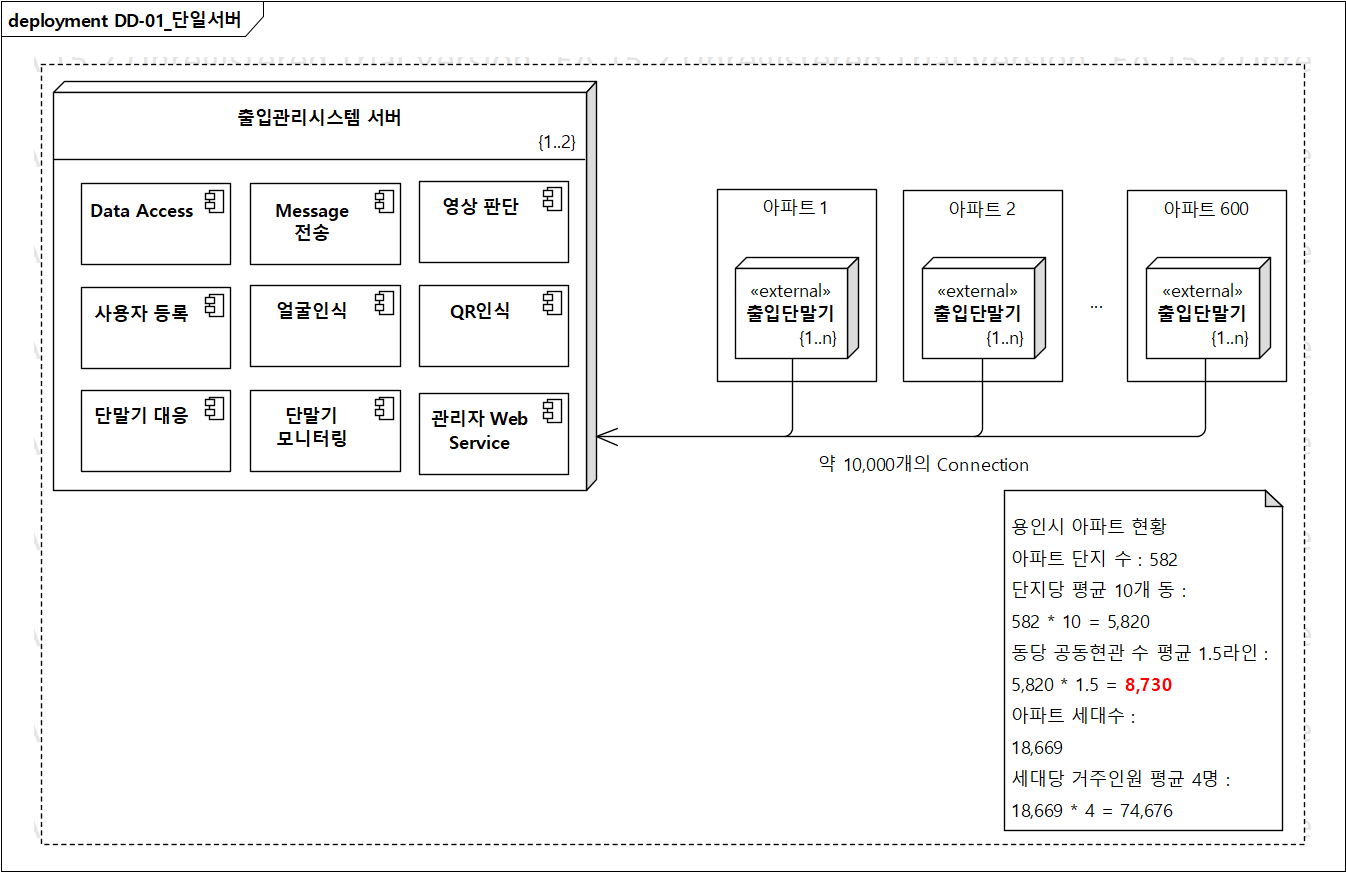 deployment DD-01_단일서버
출입관리시스템 서버
{1..2}
Data Access
Message
전송
영상 판단
사용자 등록
얼굴인식
QR인식
단말기 대응
단말기
모니터링
관리자 Web
Service
아파트 1
«external»
출입단말기
{1..n}
아파트 2
«external»
출입단말기
{1..n}
...
아파트 600
«external»
출입단말기
{1..n}
약 10,000개의 Connection
용인시 아파트 현황
아파트 단지 수 : 582
단지당 평균 10개 동 :
582 * 10 = 5,820
동당 공동현관 수 평균 1.5라인 :
5,820 * 1.5 = 8,730
아파트 세대수 :
18,669
세대당 거주인원 평균 4명 :
18,669 * 4 = 74,676